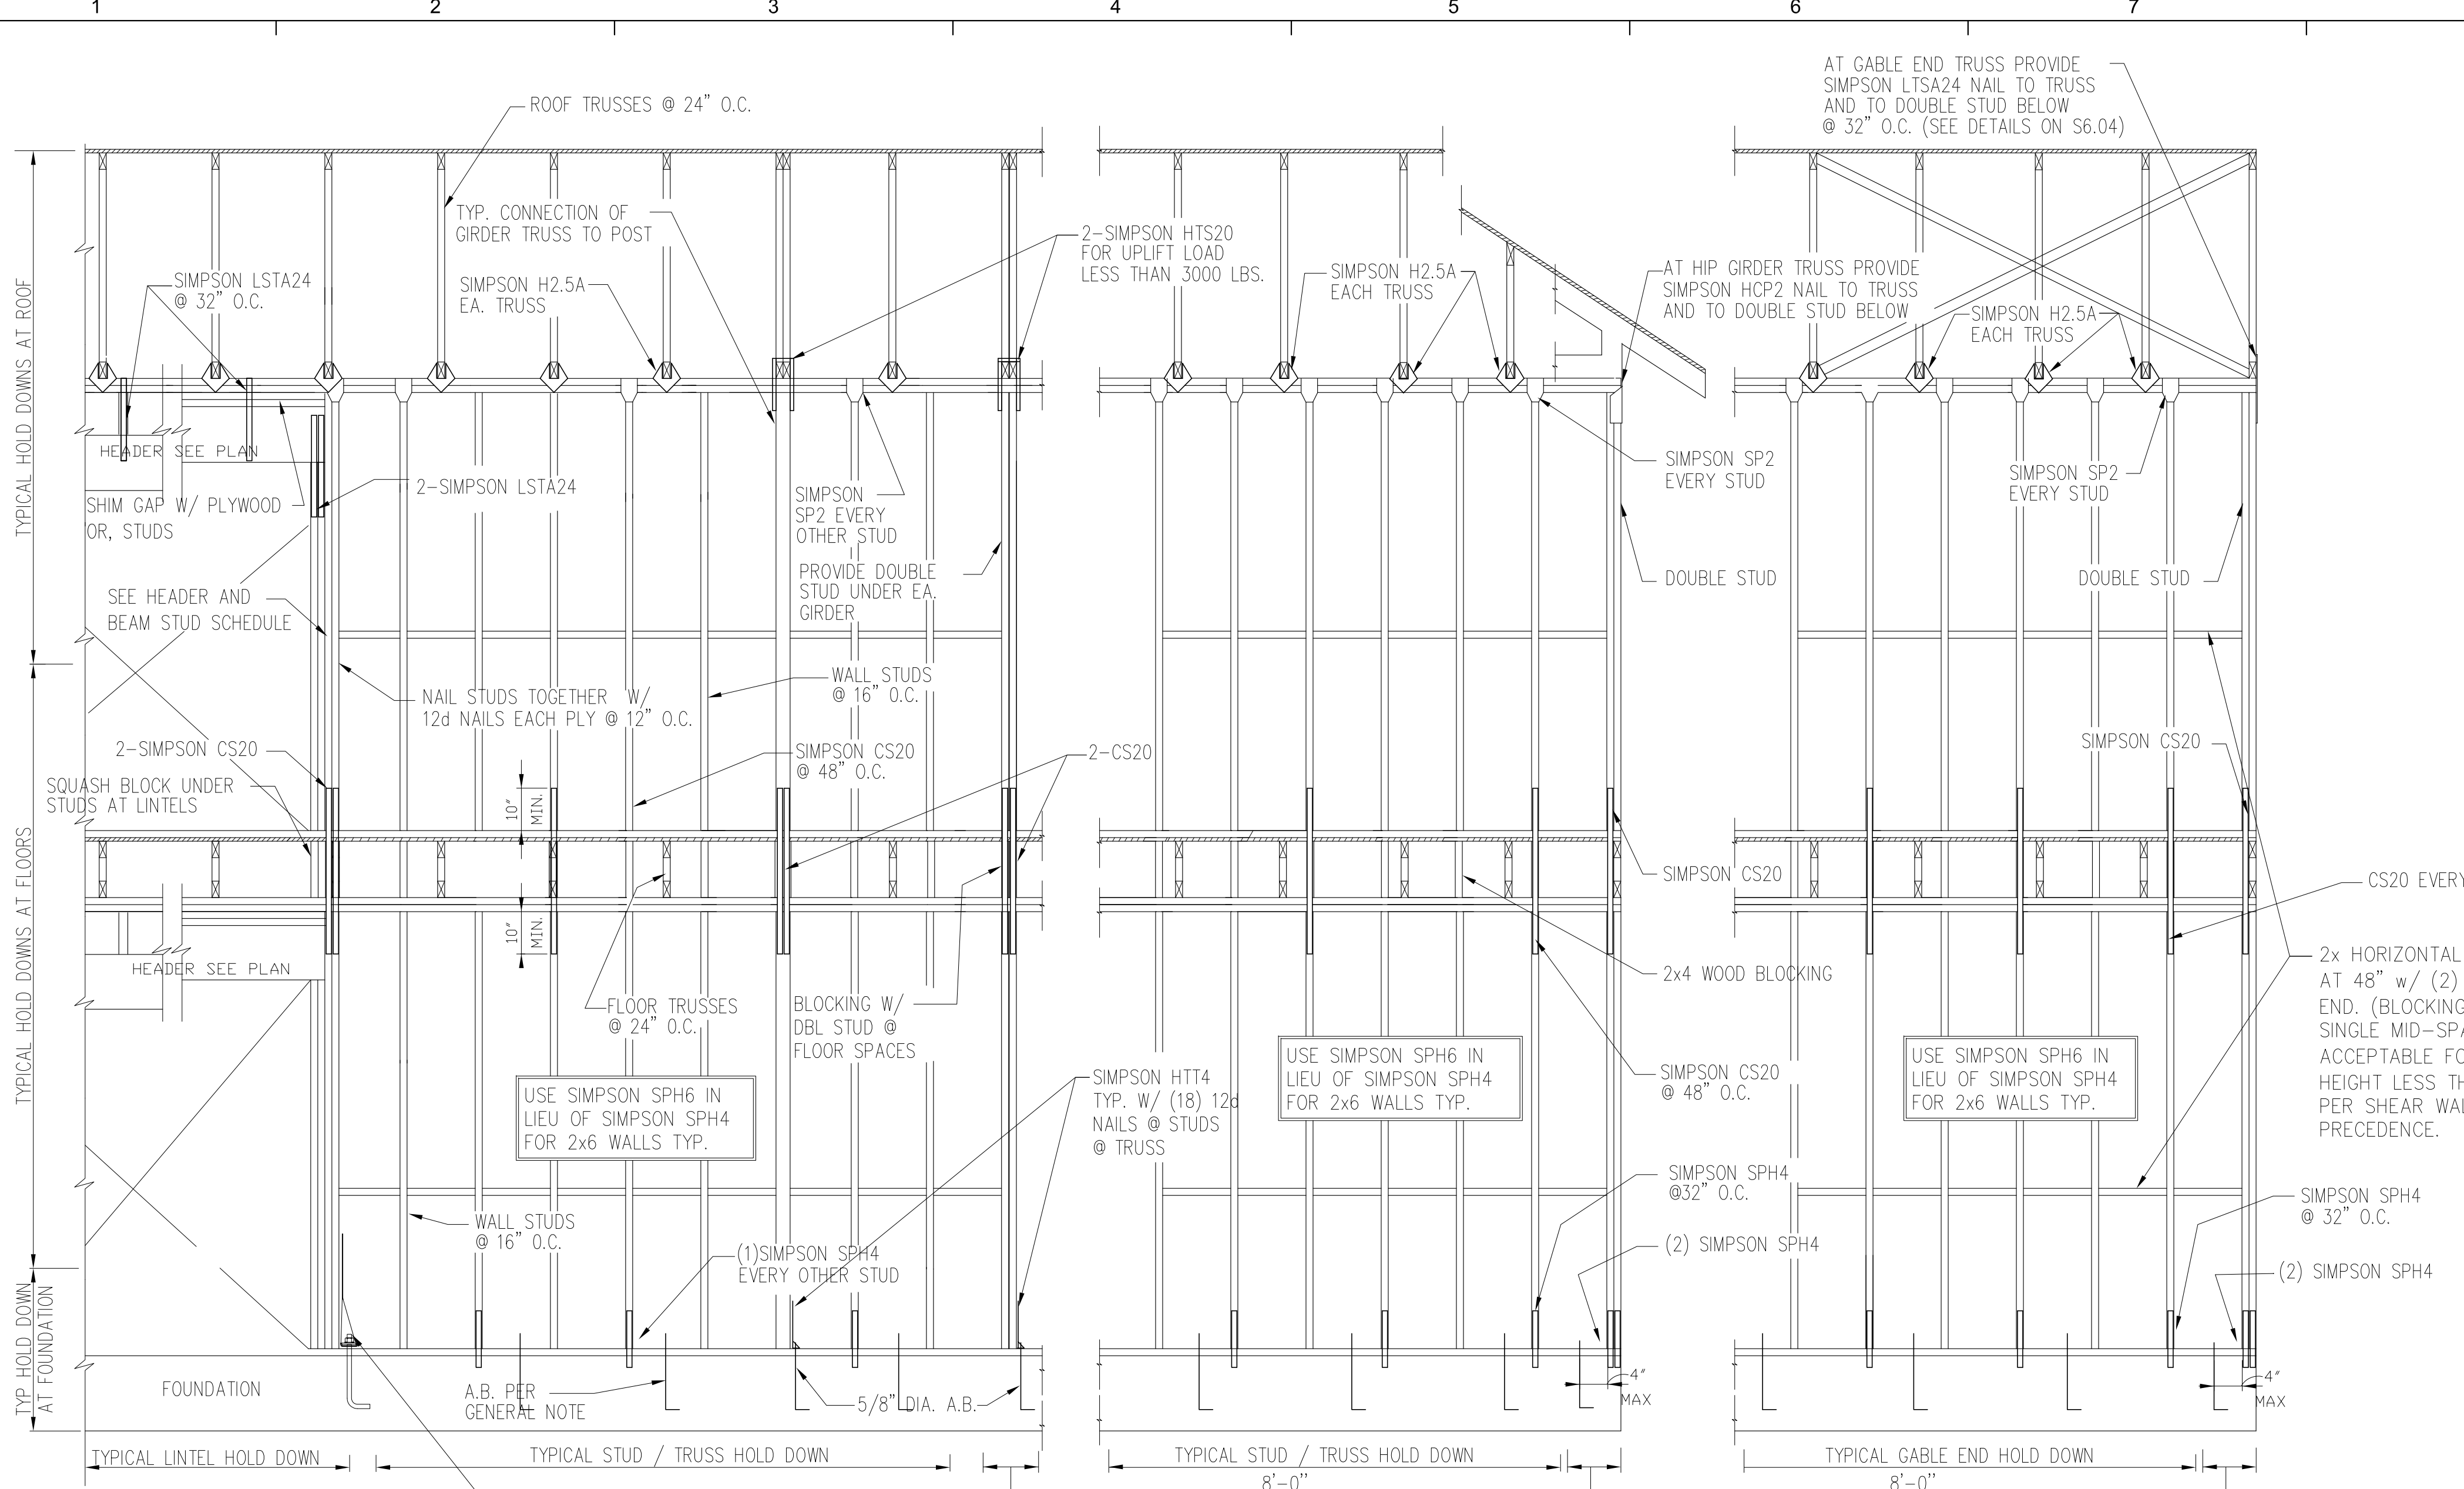 1 2 3 4 5 6 7
ROOF TRUSSES @ 24" O.C.
AT GABLE END TRUSS PROVIDE
SIMPSON LTSA24 NAIL TO TRUSS
AND TO DOUBLE STUD BELOW
@ 32" O.C. (SEE DETAILS ON S6.04)
TYPICAL HOLD DOWNS AT ROOF
TYPICAL HOLD DOWNS AT FLOORS
TYP HOLD DOWN
AT FOUNDATION
SIMPSON LSTA24
@ 32" O.C.
TYP. CONNECTION OF
GIRDER TRUSS TO POST
SIMPSON H2.5A
EA. TRUSS
2-SIMPSON HTS20
FOR UPLIFT LOAD
LESS THAN 3000 LBS.
SIMPSON H2.5A
EACH TRUSS
AT HIP GIRDER TRUSS PROVIDE
SIMPSON HCP2 NAIL TO TRUSS
AND TO DOUBLE STUD BELOW
SIMPSON H2.5A
EACH TRUSS
HEADER SEE PLAN
SHIM GAP W/ PLYWOOD
OR, STUDS
2-SIMPSON LSTA24
SIMPSON
SP2 EVERY
OTHER STUD
SIMPSON SP2
EVERY STUD
SIMPSON SP2
EVERY STUD
SEE HEADER AND
BEAM STUD SCHEDULE
PROVIDE DOUBLE
STUD UNDER EA.
GIRDER
DOUBLE STUD
DOUBLE STUD
NAIL STUDS TOGETHER W/
12d NAILS EACH PLY @ 12" O.C.
WALL STUDS
@ 16" O.C.
2-SIMPSON CS20
SQUASH BLOCK UNDER
STUDS AT LINTELS
10"
MIN.
SIMPSON CS20
@ 48" O.C.
2-CS20
SIMPSON CS20
SIMPSON CS20
CS20 EVERY
10"
MIN.
HEADER SEE PLAN
FLOOR TRUSSES
@ 24" O.C.
BLOCKING W/
DBL STUD @
FLOOR SPACES
2x4 WOOD BLOCKING
2x HORIZONTAL
AT 48" w/ (2)
END. (BLOCKING
SINGLE MID-SPA
ACCEPTABLE FO
HEIGHT LESS TH
PER SHEAR WAL
PRECEDENCE.
USE SIMPSON SPH6 IN
LIEU OF SIMPSON SPH4
FOR 2x6 WALLS TYP.
SIMPSON HTT4
TYP. W/ (18) 12d
NAILS @ STUDS
@ TRUSS
USE SIMPSON SPH6 IN
LIEU OF SIMPSON SPH4
FOR 2x6 WALLS TYP.
SIMPSON CS20
@ 48" O.C.
USE SIMPSON SPH6 IN
LIEU OF SIMPSON SPH4
FOR 2x6 WALLS TYP.
WALL STUDS
@ 16" O.C.
(1)SIMPSON SPH4
EVERY OTHER STUD
SIMPSON SPH4
@32" O.C.
(2) SIMPSON SPH4
SIMPSON SPH4
@ 32" O.C.
(2) SIMPSON SPH4
FOUNDATION
A.B. PER
GENERAL NOTE
5/8" DIA. A.B.
4"
MAX
4"
MAX
TYPICAL LINTEL HOLD DOWN
TYPICAL STUD / TRUSS HOLD DOWN
TYPICAL STUD / TRUSS HOLD DOWN
8'-0''
TYPICAL GABLE END HOLD DOWN
8'-0''